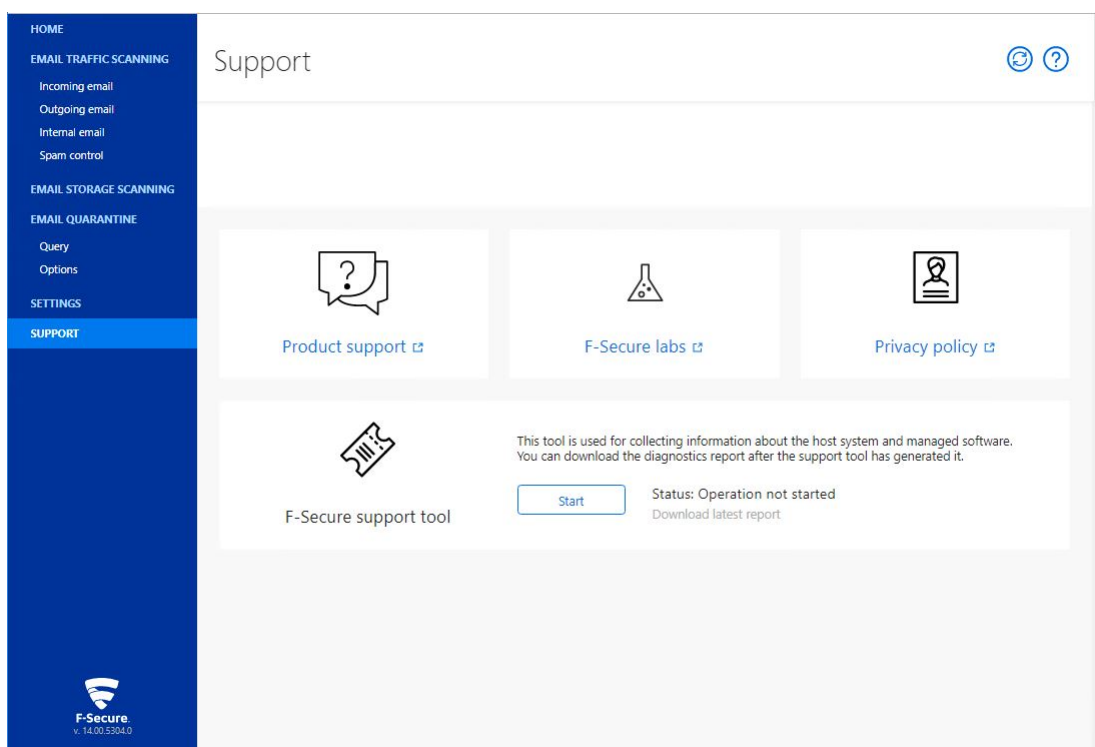 HOME
EMAIL TRAFFIC SCANNING
Incoming email
Outgoing email
Internal email
Spam control
EMAIL STORAGE SCANNING
EMAIL QUARANTINE
Query
Options
SETTINGS
SUPPORT
F-Secure.
v. 14.00.5304.0
Support
?
?
Product support
F-Secure labs
Privacy policy
F-Secure support tool
This tool is used for collecting information about the host system and managed software.
You can download the diagnostics report after the support tool has generated it.
Start
Status: Operation not started
Download latest report